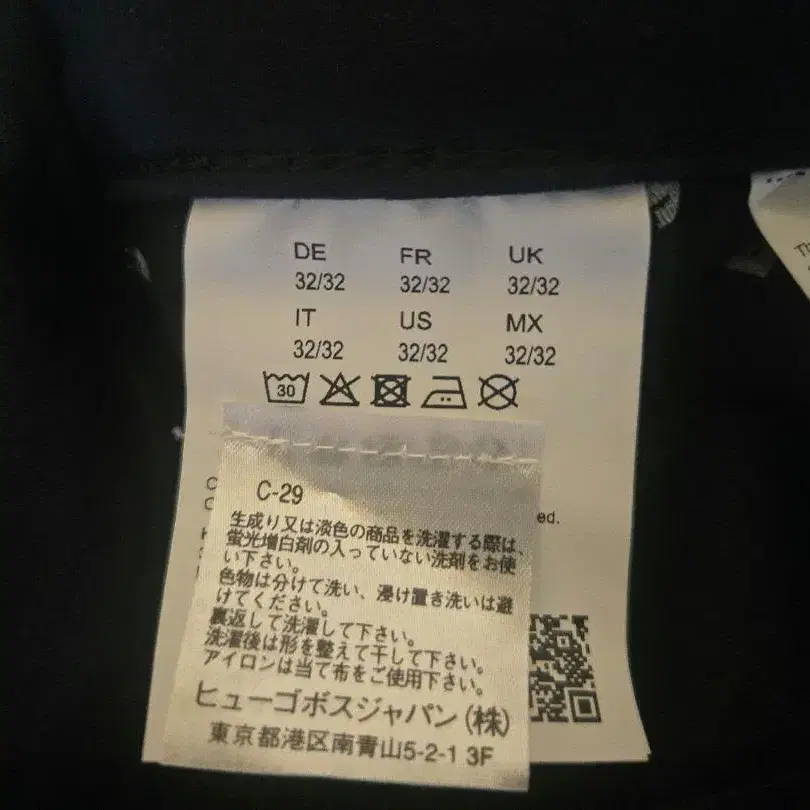 DE FR UK
32/32 32/32 32/32
IT US MX
32/32 32/32 32/32
30
C-29
ed.
生成り又は淡色の商品を洗濯する際は、
蛍光増白剤の入っていない洗剤をお使
い下さい。
色物は分けて洗い、浸け置き洗いは避
けてください。
裏返して洗濯して下さい。
洗濯後は形を整えて干して下さい。
アイロンは当て布をご使用下さい。
ヒューゴボスジャパン(株)
東京都港区南青山5-2-1 3F